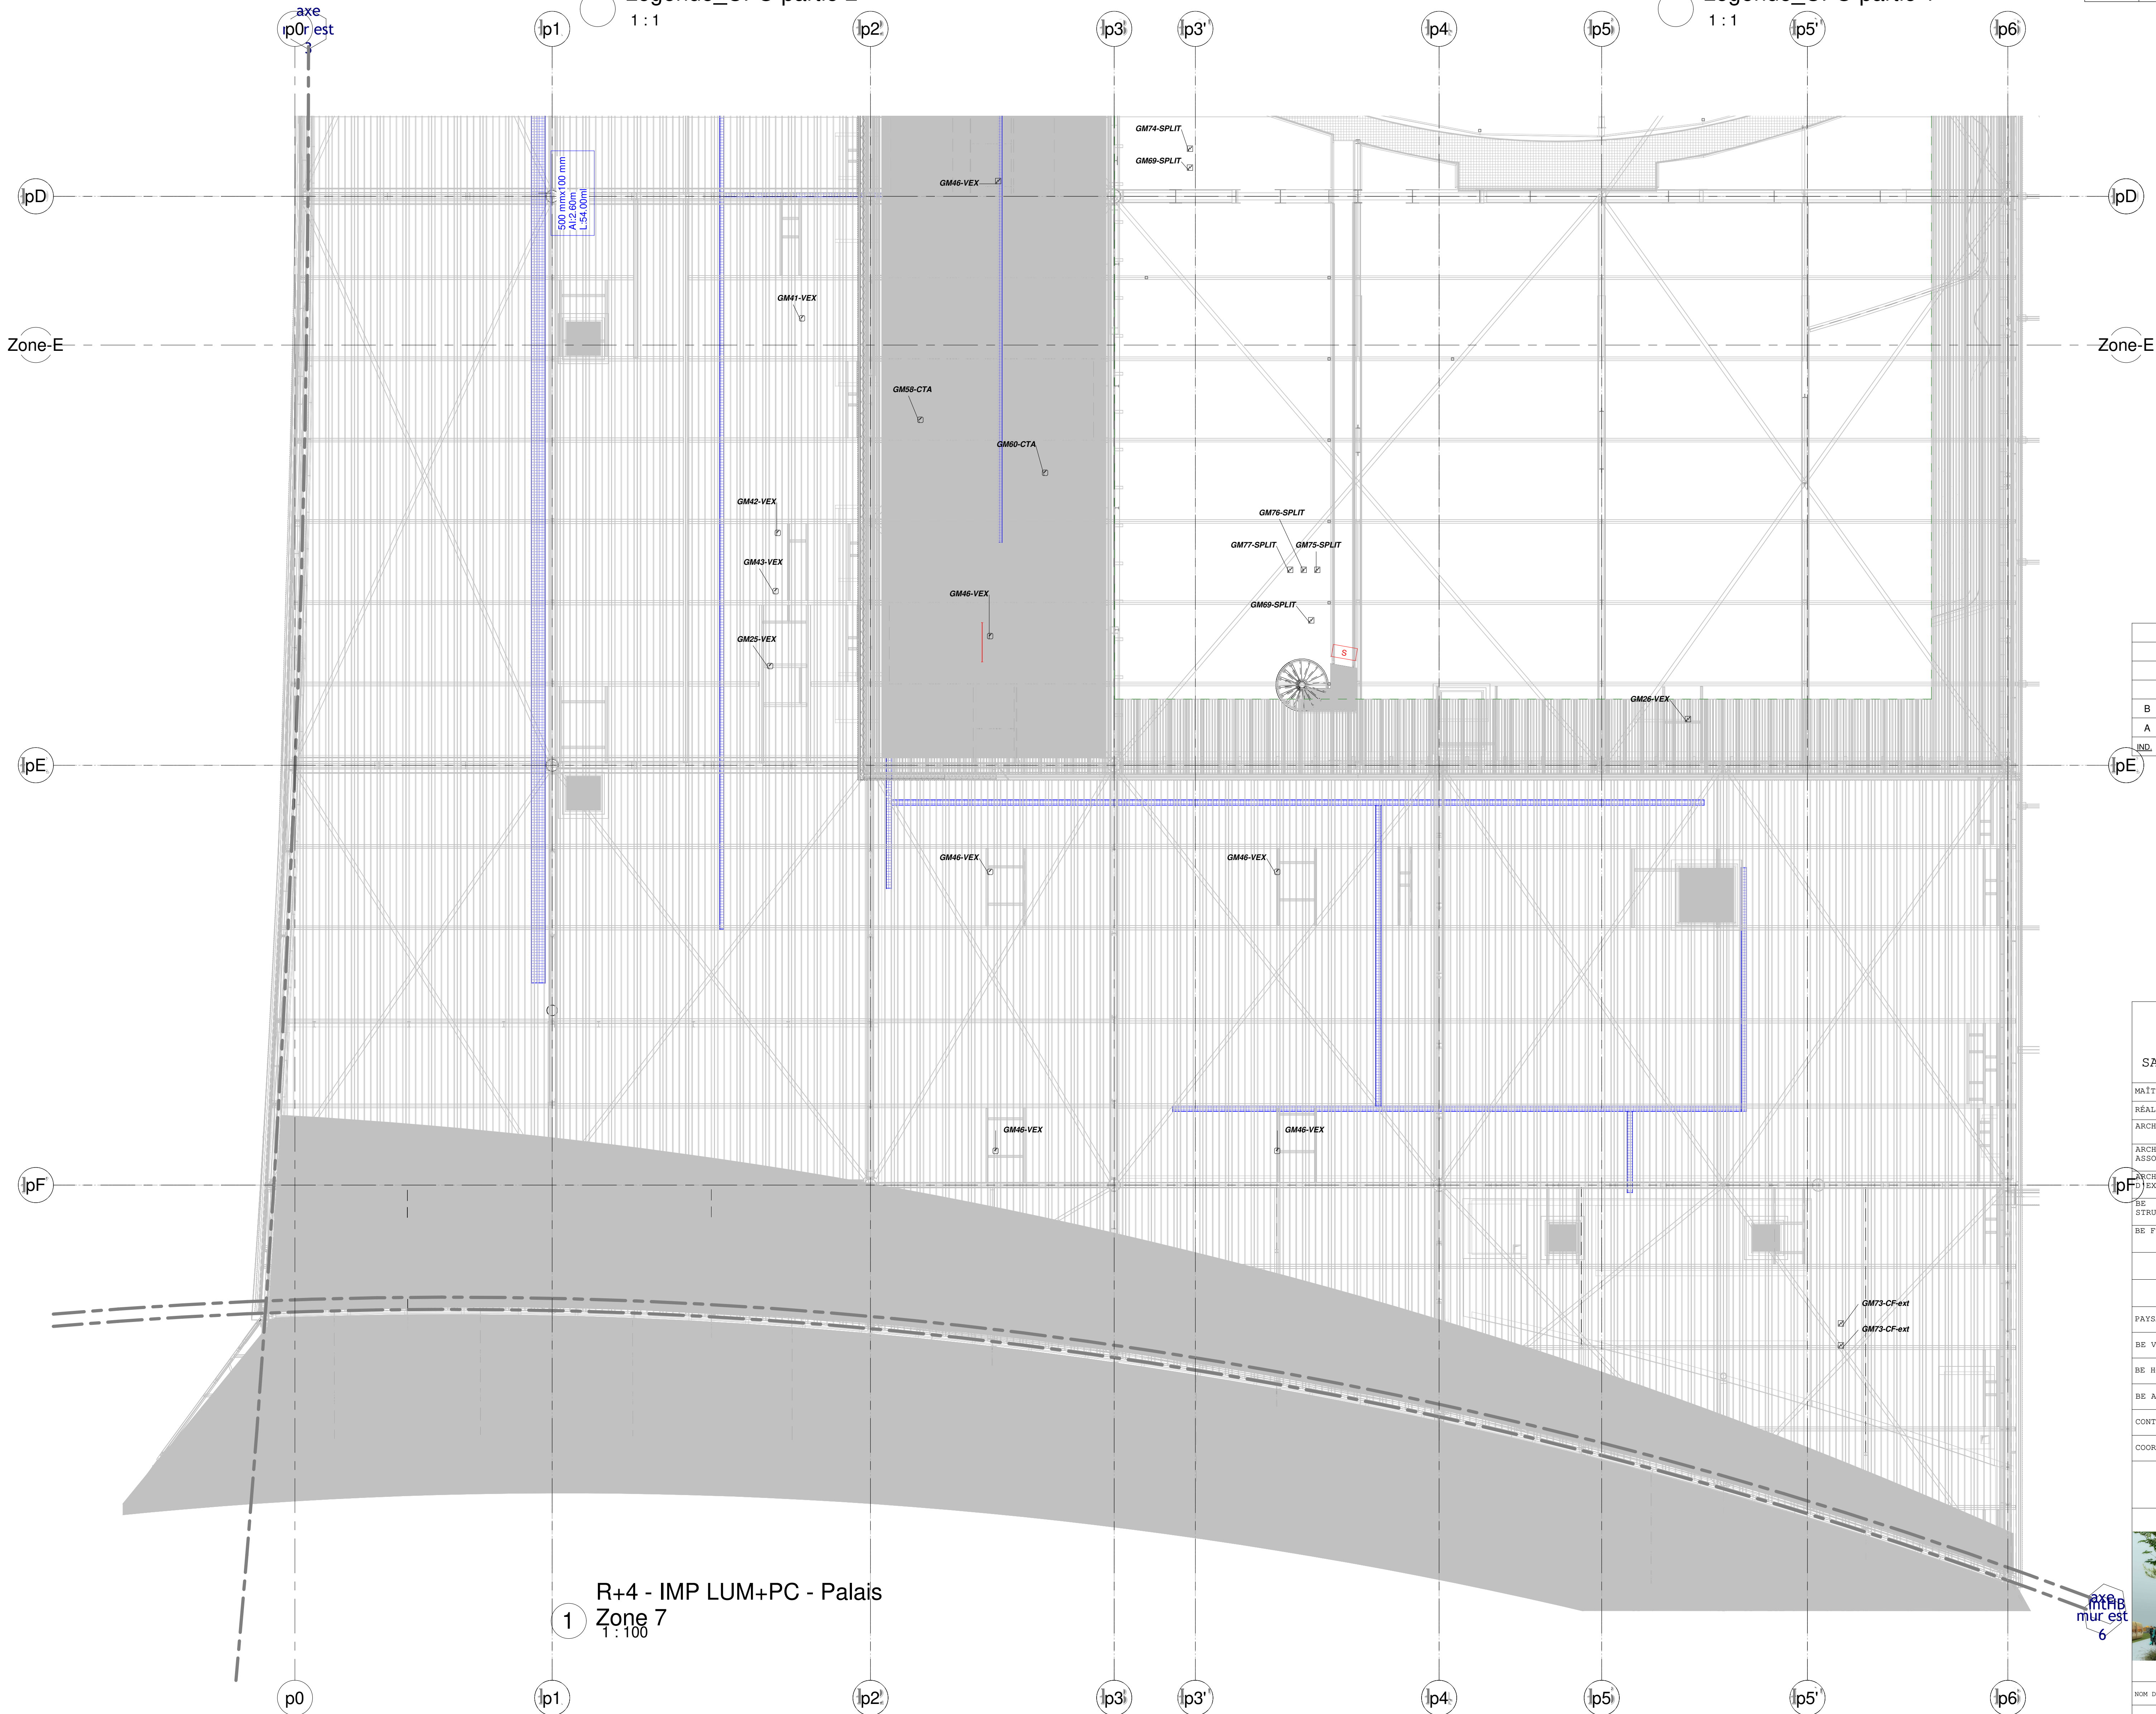 axe
3
1 : 1
1 : 1
p0
p1
p2
p3
p3'
p4
p5
p5'
p6
pD
pD
500 mmx100 mm
Al:2.60m
L:54.00ml
GM74-SPLIT
GM69-SPLIT
GM46-VEX
GM41-VEX
Zone-E
Zone-E
GM58-CTA
GM60-CTA
GM42-VEX
GM43-VEX
GM76-SPLIT
GM77-SPLIT
GM75-SPLIT
GM46-VEX
GM69-SPLIT
GM25-VEX
S
GM26-VEX
B
A
IND.
pE
pE
GM46-VEX
GM46-VEX
GM46-VEX
GM46-VEX
pF
pF
GM73-CF-ext
GM73-CF-ext
BE
1
R+4 - IMP LUM+PC - Palais
Zone 7
1 : 100
axe
mur est
6
p0
p1
p2
p3
p3'
p4
p5
p5'
p6